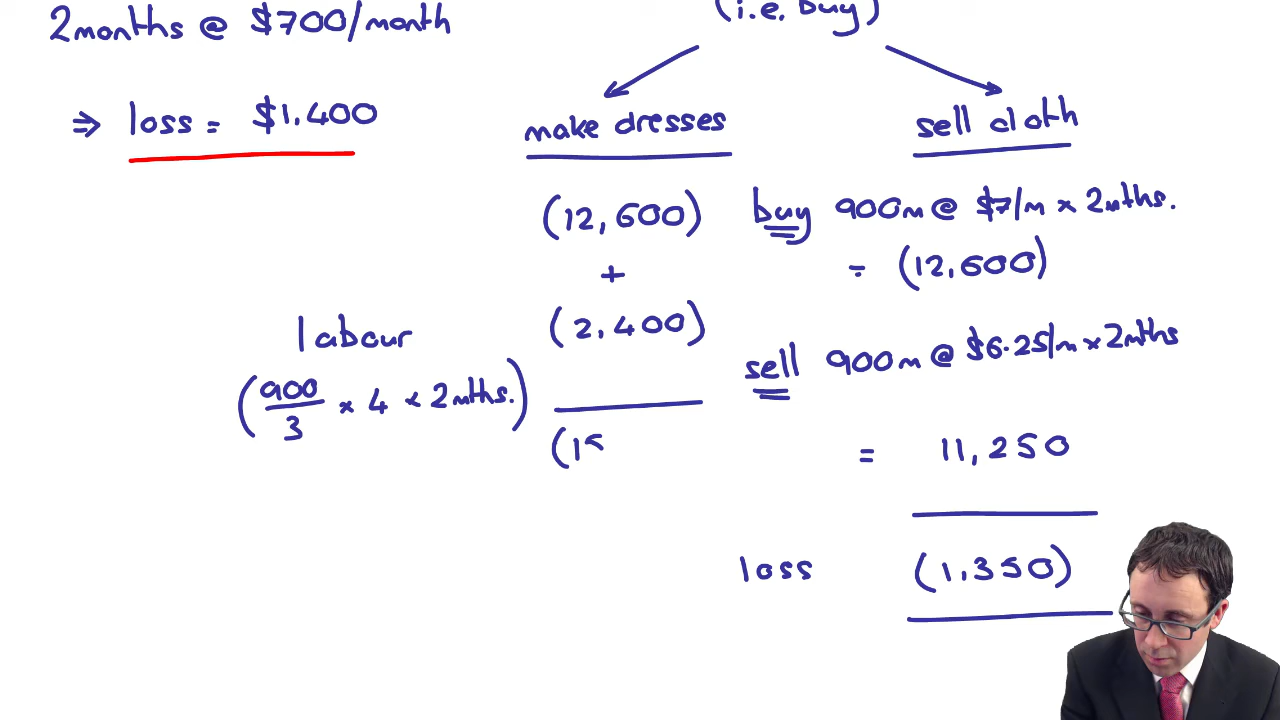 2months @ $700/month
(i.e. buy)
⇒ loss = $1,400
make dresses
sell cloth
(12,600)
+
(2,400)
labour
(900/3 × 4 × 2mths.)
(15
buy 900m @ $7/m × 2mths.
= (12,600)
sell 900m @ $6.25/m × 2mths
= 11,250
loss (1,350)